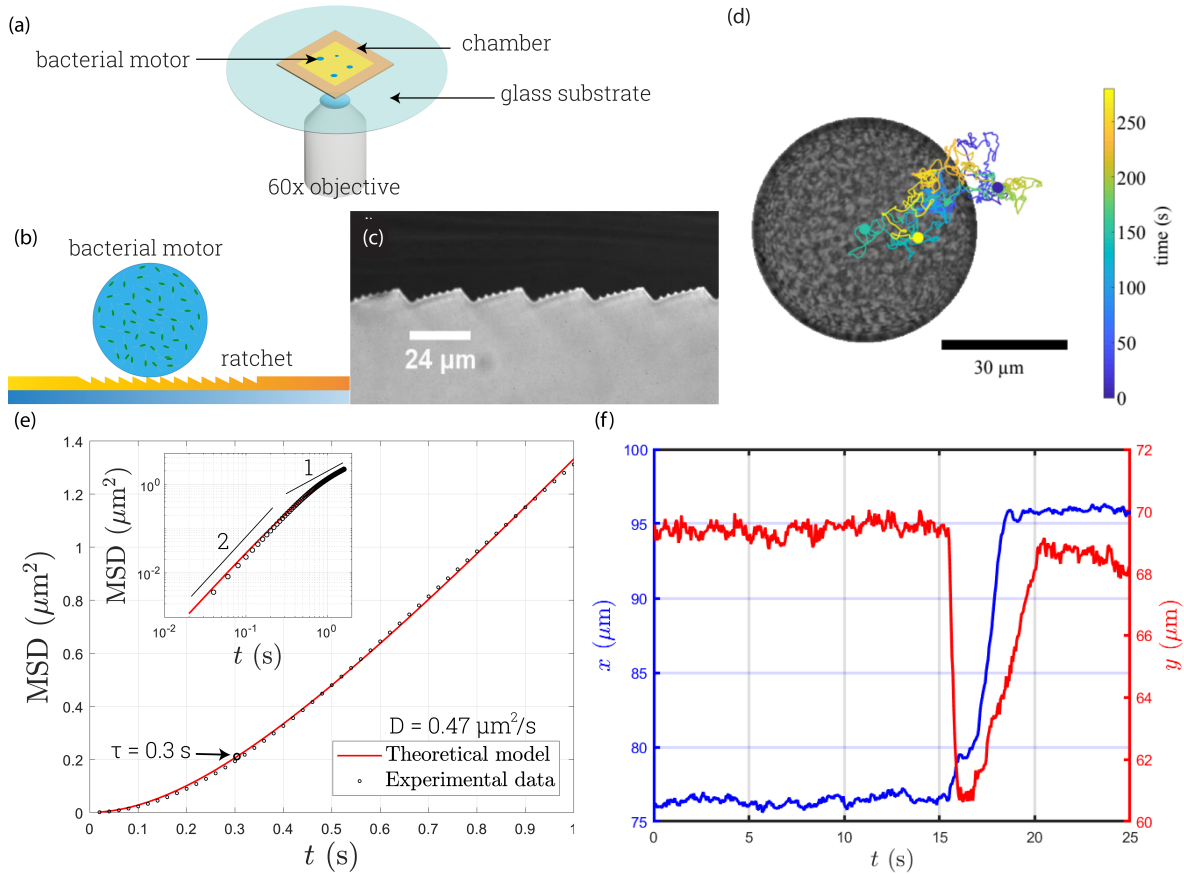 (a)
bacterial motor
chamber
glass substrate
60x objective
(b)
bacterial motor
ratchet
(c)
24 μm
(d)
30 μm
250
200
150
100
50
0
time (s)
(e)
MSD (μm²)
1.4
1.2
1
0.8
0.6
0.4
0.2
0
0 0.1 0.2 0.3 0.4 0.5 0.6 0.7 0.8 0.9 1
t (s)
MSD (μm²)
10⁰
10⁻²
10⁻² 10⁻¹ 10⁰
t (s)
1
2
τ = 0.3 s
D = 0.47 μm²/s
Theoretical model
Experimental data
(f)
x (μm)
100
95
90
85
80
75
0 5 10 15 20 25
t (s)
72
70
68
66
64
62
60
y (μm)